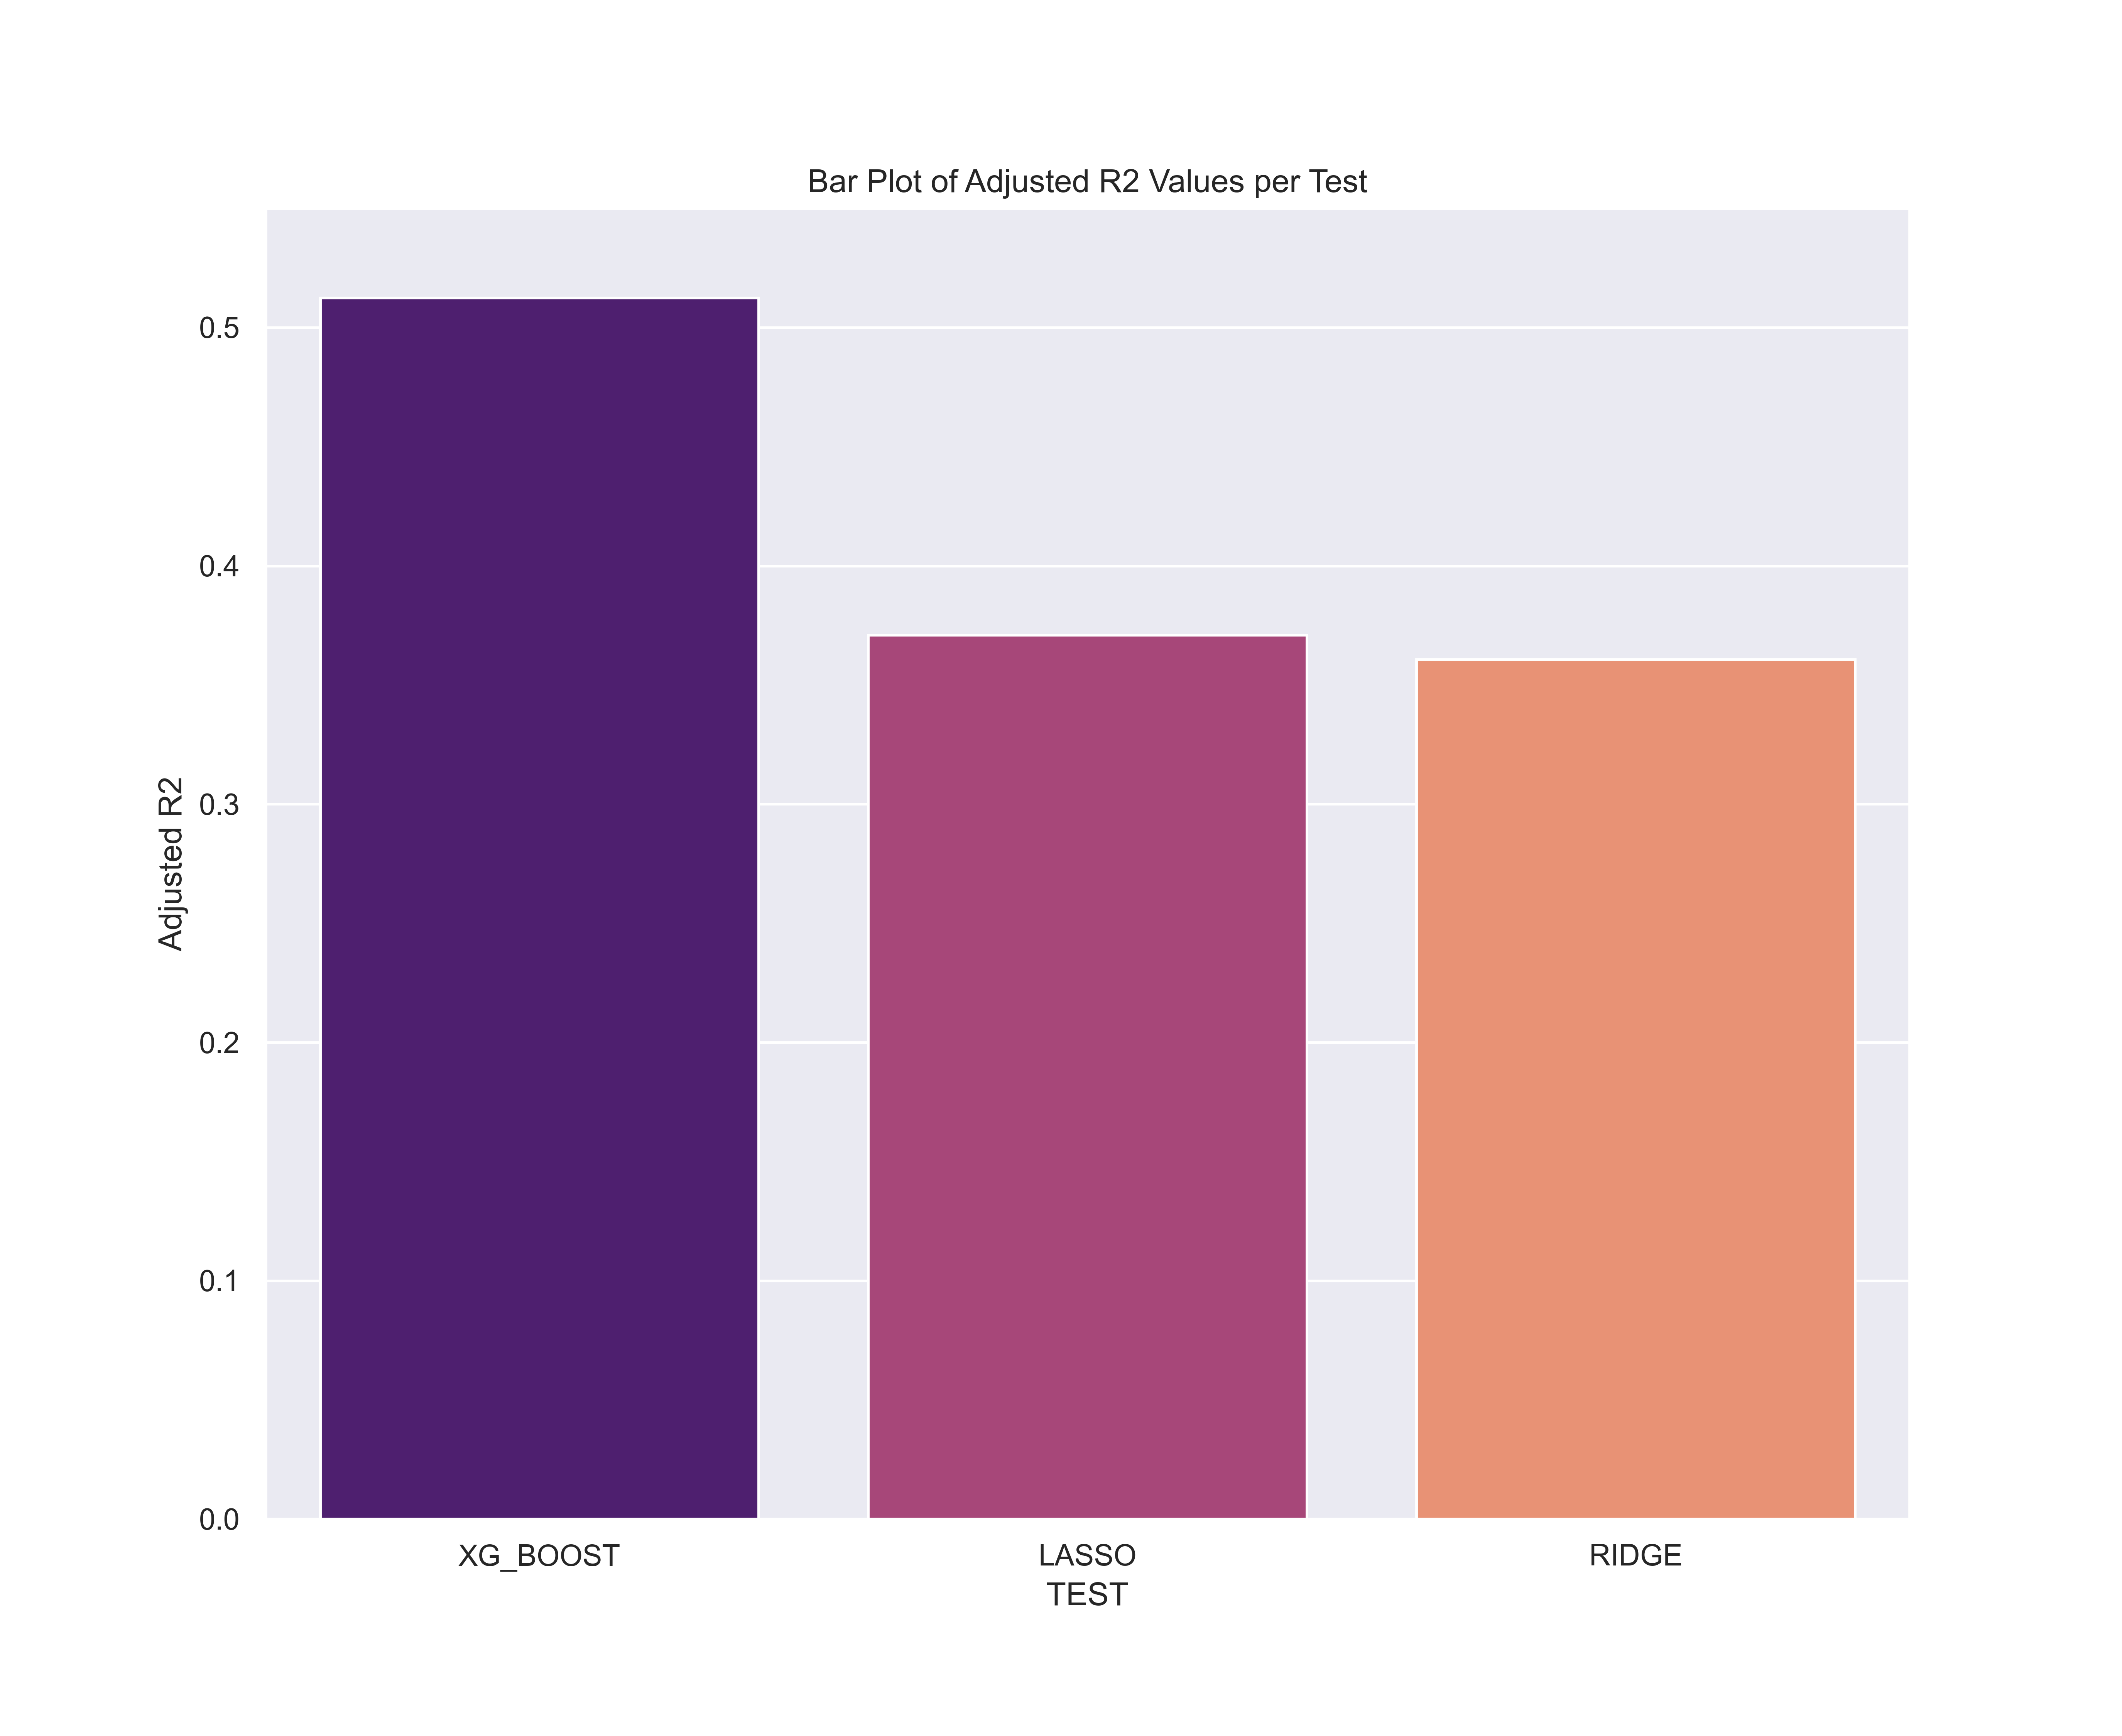 Bar Plot of Adjusted R2 Values per Test
Adjusted R2
0.5
0.4
0.3
0.2
0.1
0.0
XG_BOOST
LASSO
RIDGE
TEST